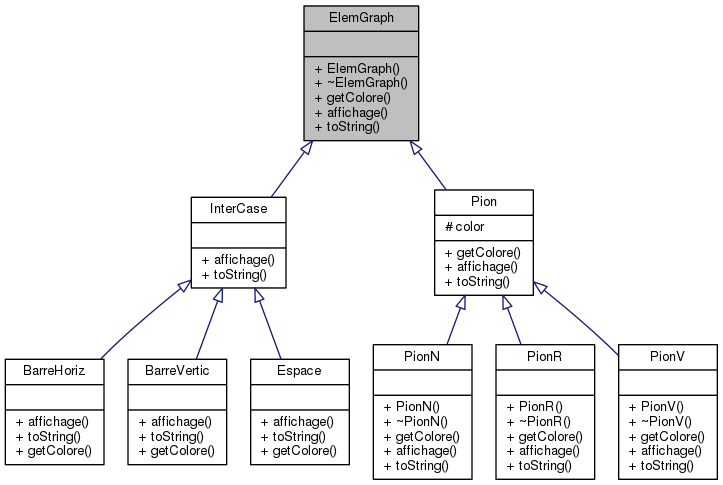 ElemGraph
+ ElemGraph()
+ ~ElemGraph()
+ getColore()
+ affichage()
+ toString()
InterCase
+ affichage()
+ toString()
Pion
# color
+ getColore()
+ affichage()
+ toString()
BarreHoriz
+ affichage()
+ toString()
+ getColore()
BarreVertic
+ affichage()
+ toString()
+ getColore()
Espace
+ affichage()
+ toString()
+ getColore()
PionN
+ PionN()
+ ~PionN()
+ getColore()
+ affichage()
+ toString()
PionR
+ PionR()
+ ~PionR()
+ getColore()
+ affichage()
+ toString()
PionV
+ PionV()
+ ~PionV()
+ getColore()
+ affichage()
+ toString()